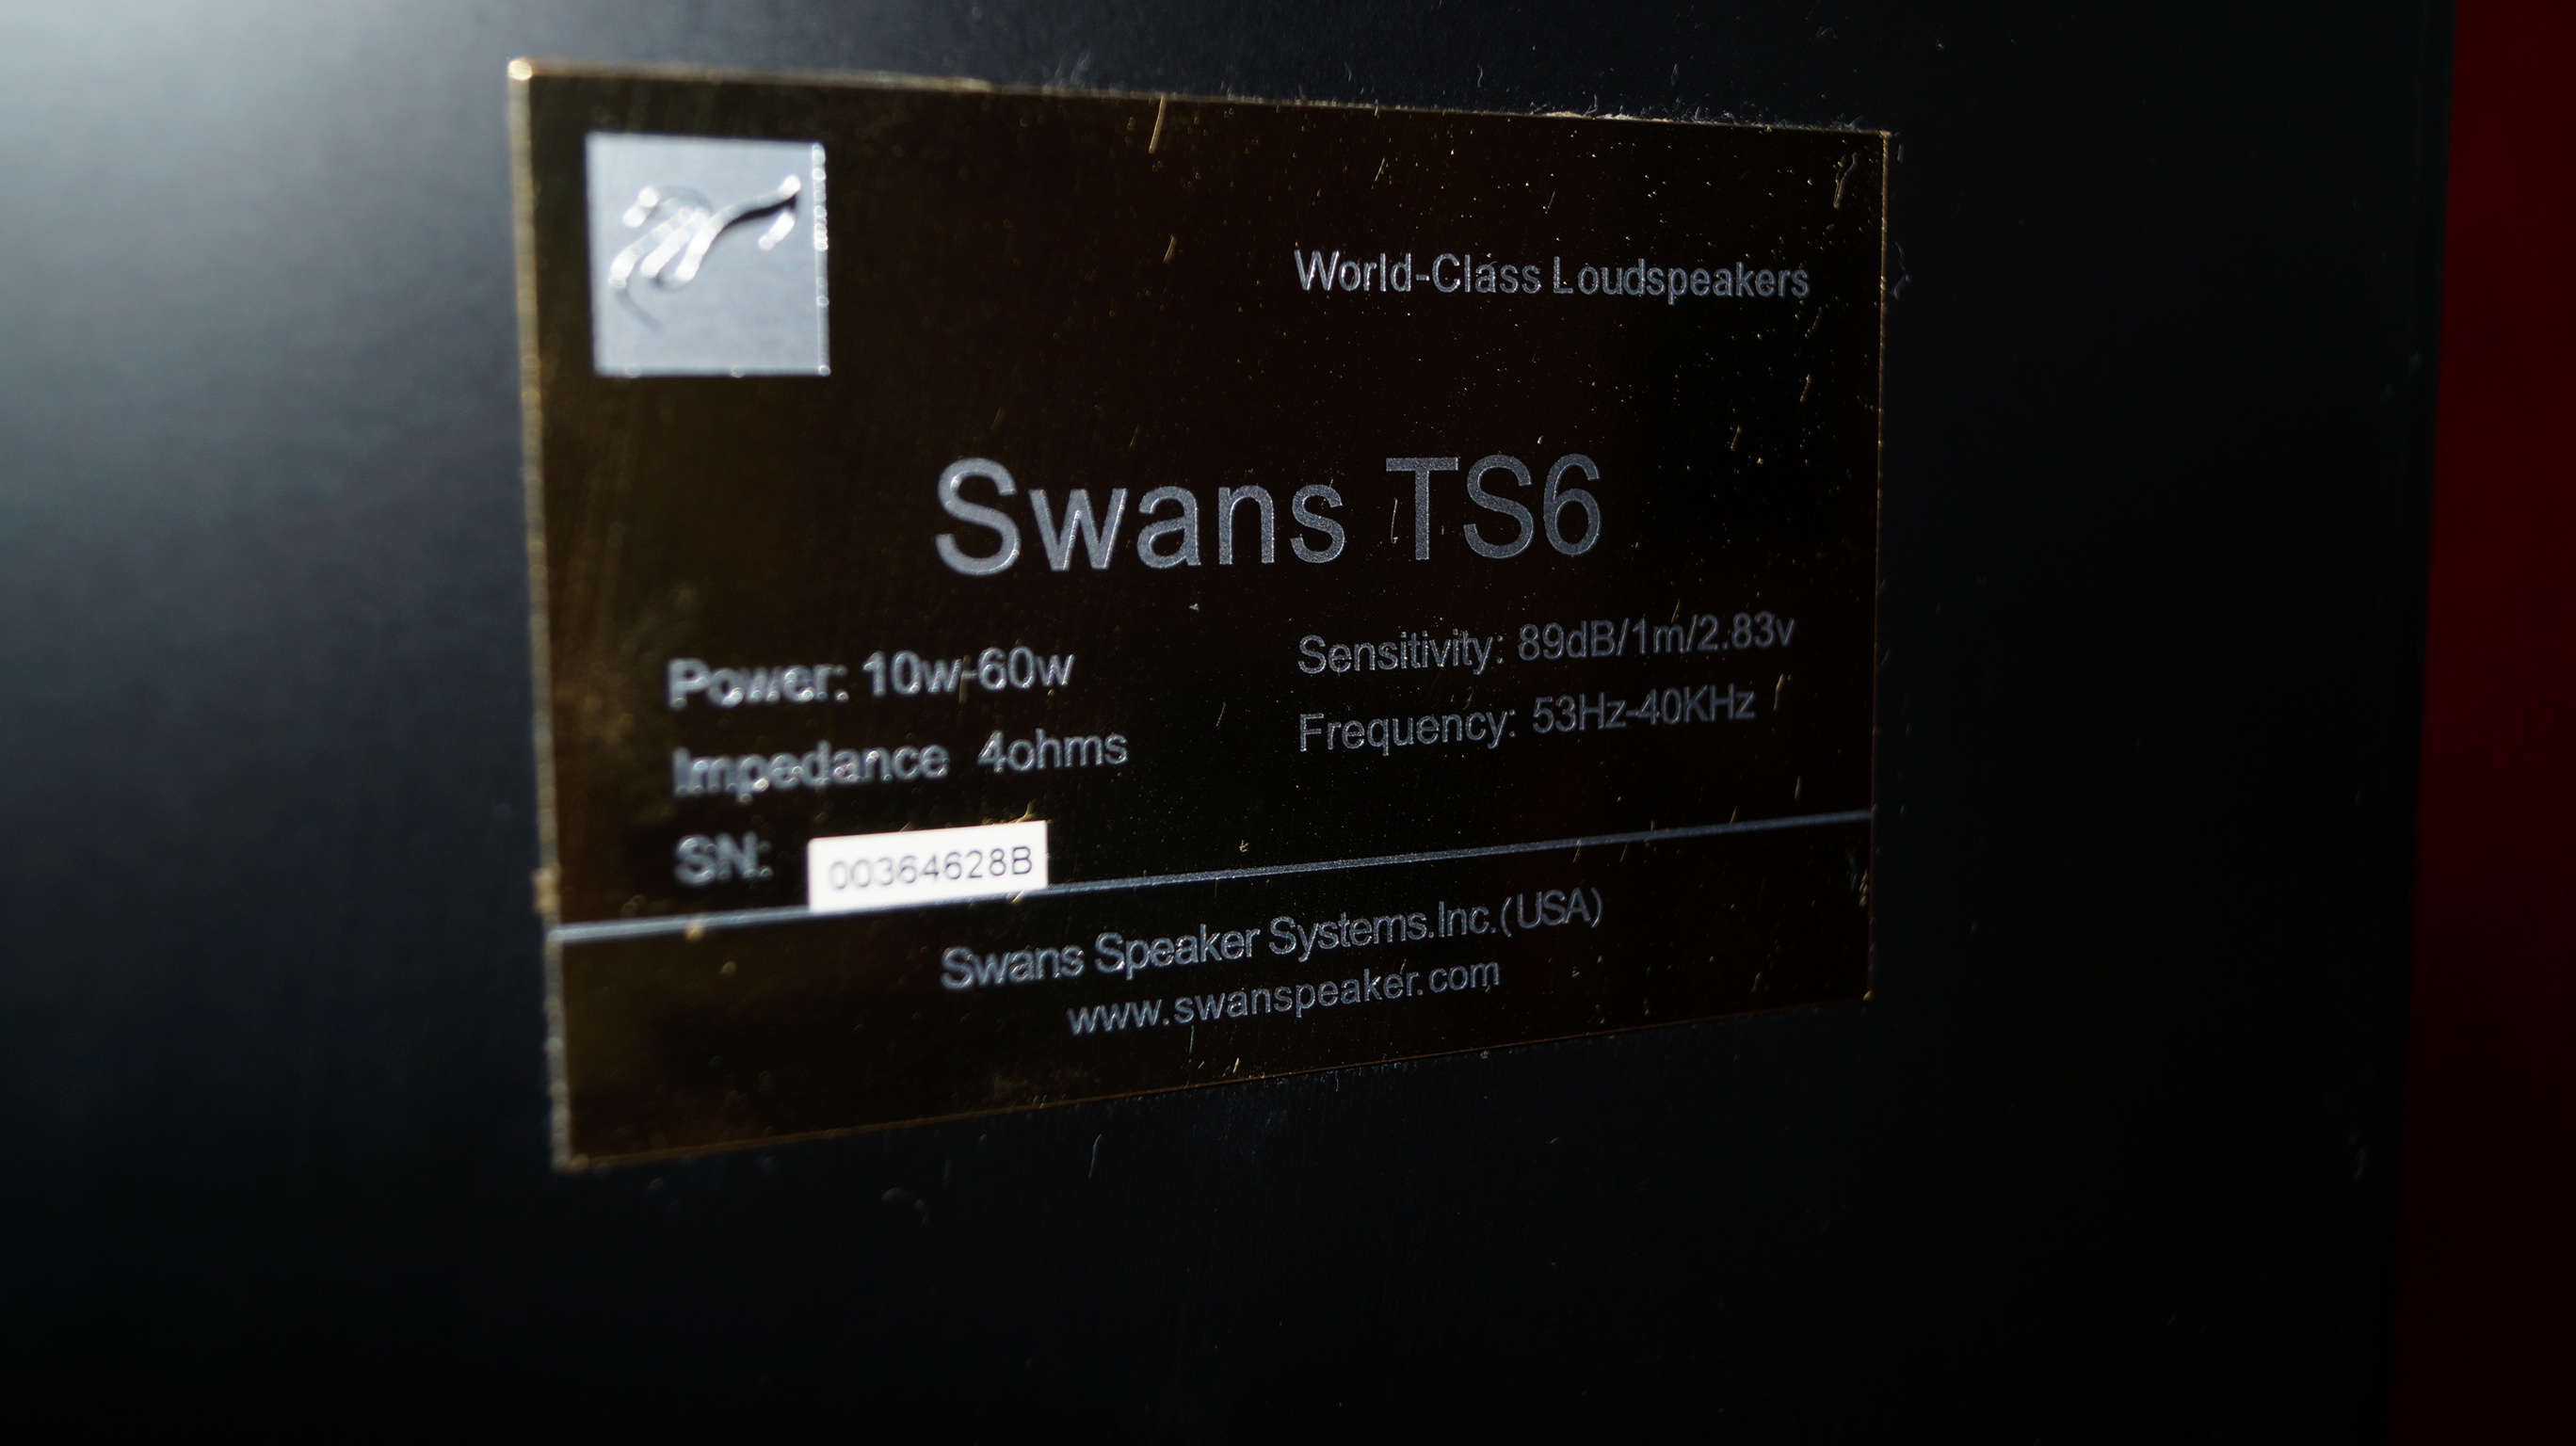 World-Class Loudspeakers
Swans TS6
Power: 10w-60w
Sensitivity: 89dB/1m/2.83v
Impedance 4ohms
Frequency: 53Hz-40KHz
SN: 00364628B
Swans Speaker Systems.Inc.(USA)
www.swanspeaker.com